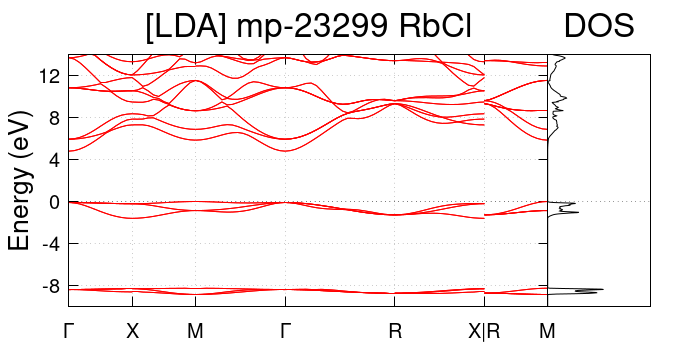 [LDA] mp-23299 RbCl DOS
Energy (eV)
12
8
4
0
-4
-8
Γ X M Γ R X|R M